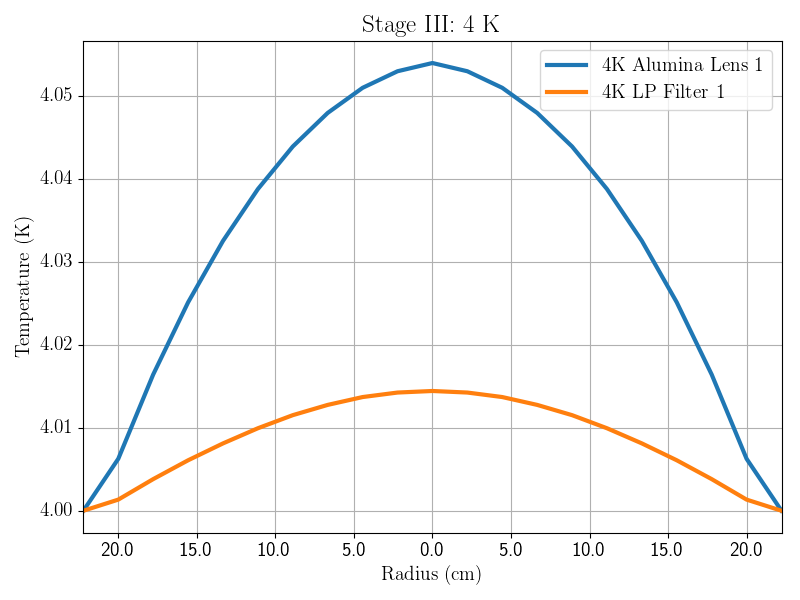 Stage III: 4 K
4K Alumina Lens 1
4K LP Filter 1
Temperature (K)
4.05
4.04
4.03
4.02
4.01
4.00
20.0 15.0 10.0 5.0 0.0 5.0 10.0 15.0 20.0
Radius (cm)